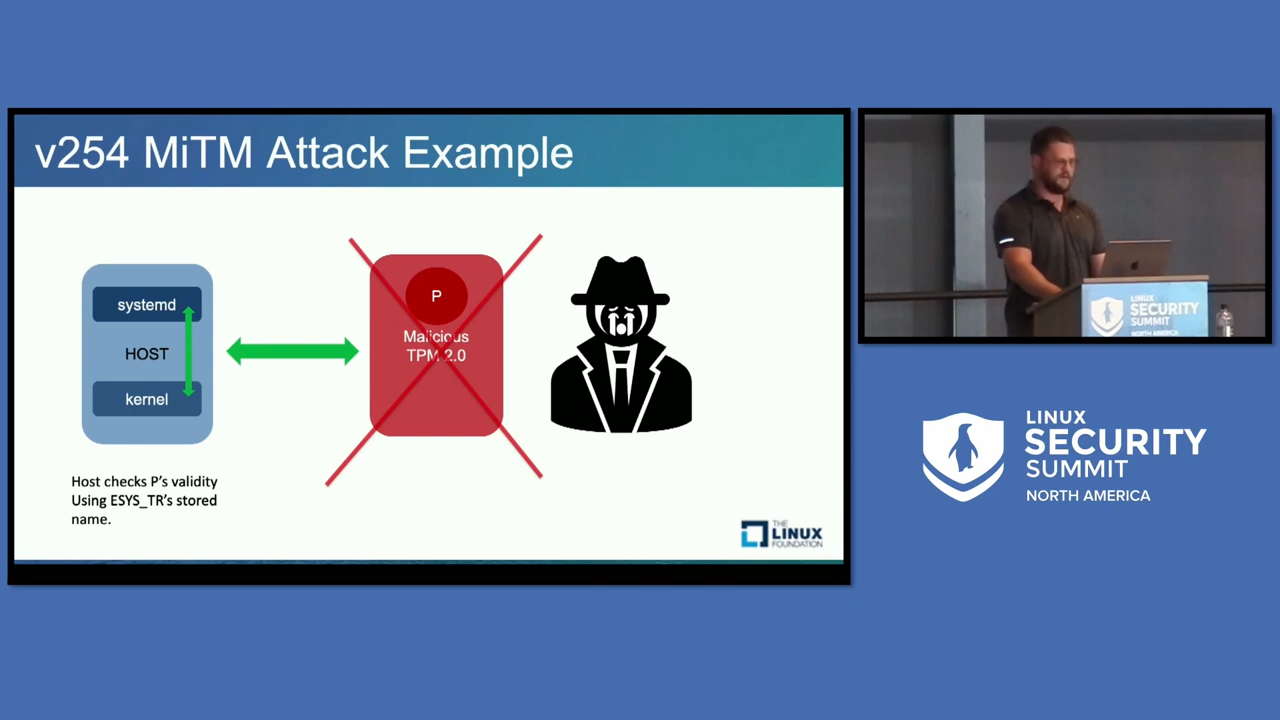 v254 MiTM Attack Example
systemd
HOST
kernel
P
Malicious
TPM 2.0
Host checks P's validity
Using ESYS_TR's stored
name.
THE
LINUX
FOUNDATION
LINUX
SECURITY
SUMMIT
NORTH AMERICA
LINUX
SECURITY
SUMMIT
NORTH AMERICA